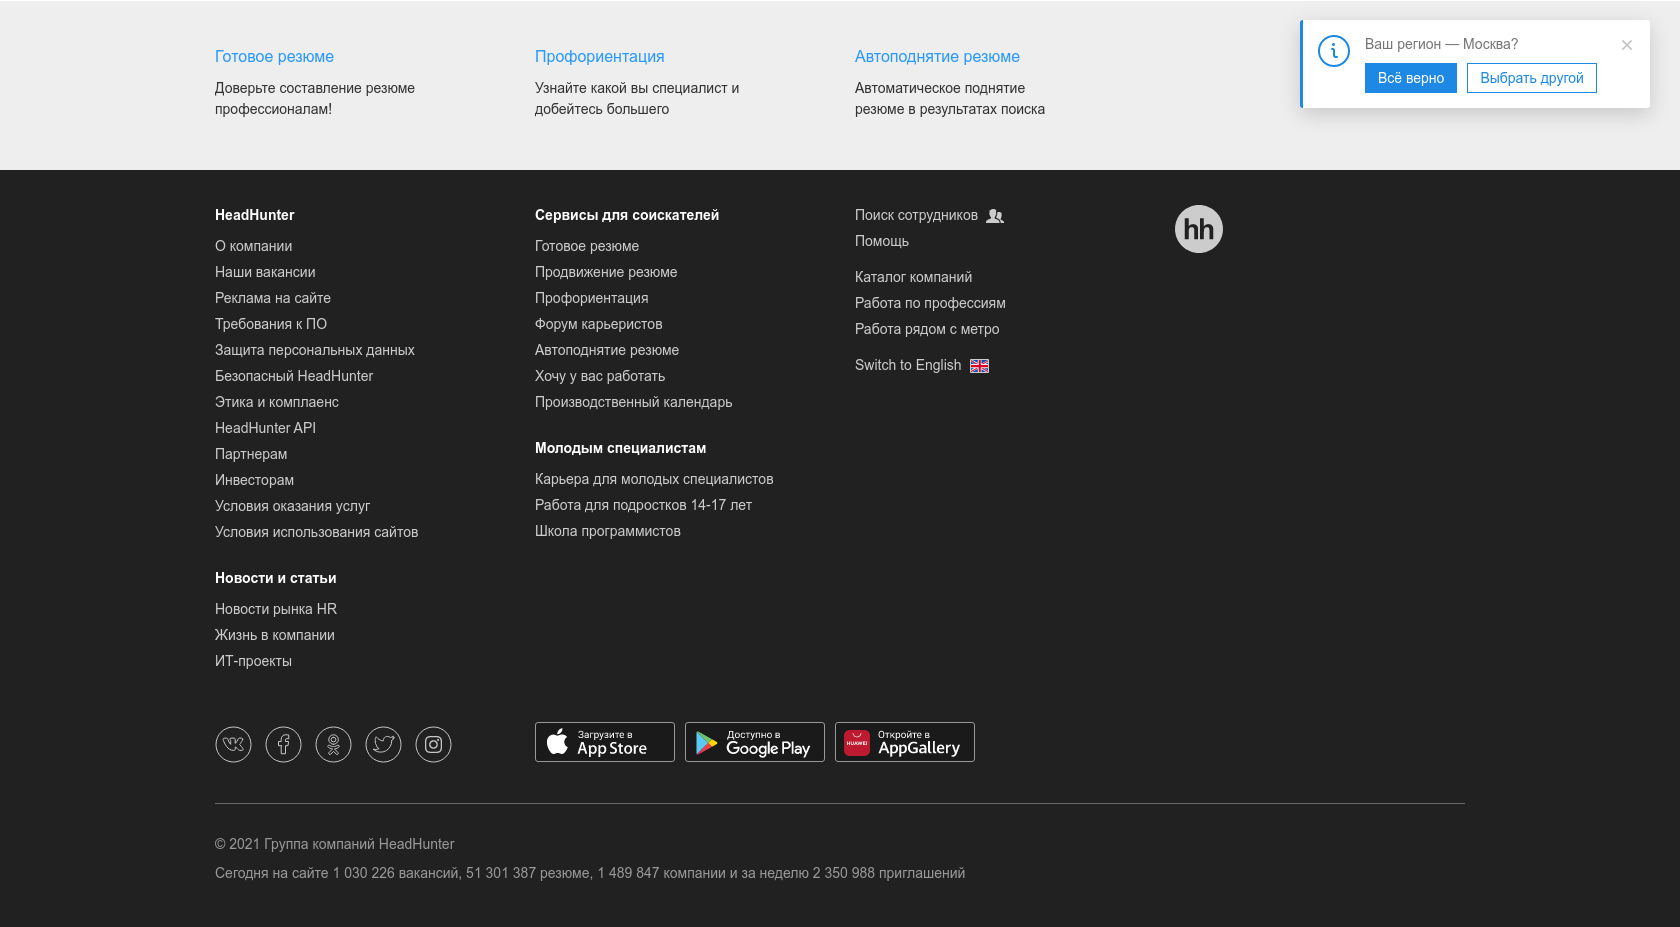 Готовое резюме
Доверьте составление резюме
профессионалам!
Профориентация
Узнайте какой вы специалист и
добейтесь большего
Автоподнятие резюме
Автоматическое поднятие
резюме в результатах поиска
Ваш регион — Москва?
Всё верно
Выбрать другой
HeadHunter
О компании
Наши вакансии
Реклама на сайте
Требования к ПО
Защита персональных данных
Безопасный HeadHunter
Этика и комплаенс
HeadHunter API
Партнерам
Инвесторам
Условия оказания услуг
Условия использования сайтов
Новости и статьи
Новости рынка HR
Жизнь в компании
ИТ-проекты
Сервисы для соискателей
Готовое резюме
Продвижение резюме
Профориентация
Форум карьеристов
Автоподнятие резюме
Хочу у вас работать
Производственный календарь
Молодым специалистам
Карьера для молодых специалистов
Работа для подростков 14-17 лет
Школа программистов
Поиск сотрудников
Помощь
Каталог компаний
Работа по профессиям
Работа рядом с метро
Switch to English
hh
Загрузите в
App Store
Доступно в
Google Play
HUAWEI
Откройте в
AppGallery
© 2021 Группа компаний HeadHunter
Сегодня на сайте 1 030 226 вакансий, 51 301 387 резюме, 1 489 847 компании и за неделю 2 350 988 приглашений